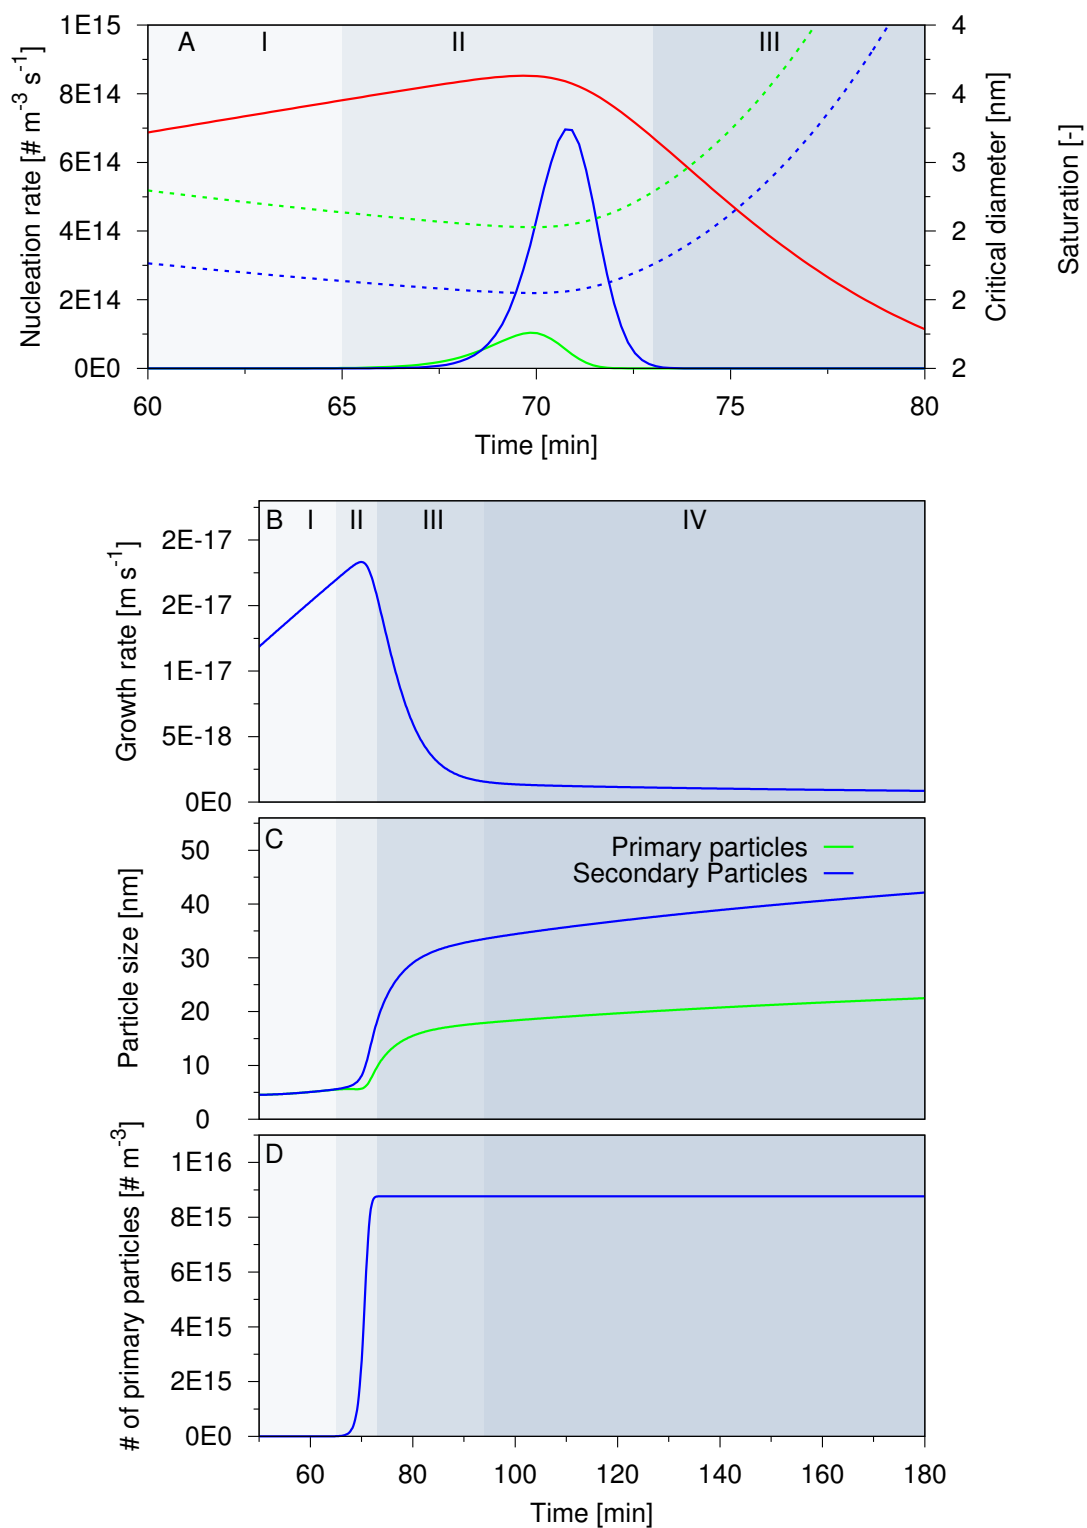 1E15
8E14
6E14
4E14
2E14
0E0
Nucleation rate [# m-3 s-1]
A
I
II
III
4
4
3
2
2
2
Critical diameter [nm]
Saturation [-]
60
65
70
75
80
Time [min]
B
I
II
III
IV
2E-17
2E-17
1E-17
5E-18
0E0
Growth rate [m s-1]
C
Primary particles
Secondary Particles
50
40
30
20
10
0
Particle size [nm]
D
1E16
8E15
6E15
4E15
2E15
0E0
# of primary particles [# m-3]
60
80
100
120
140
160
180
Time [min]